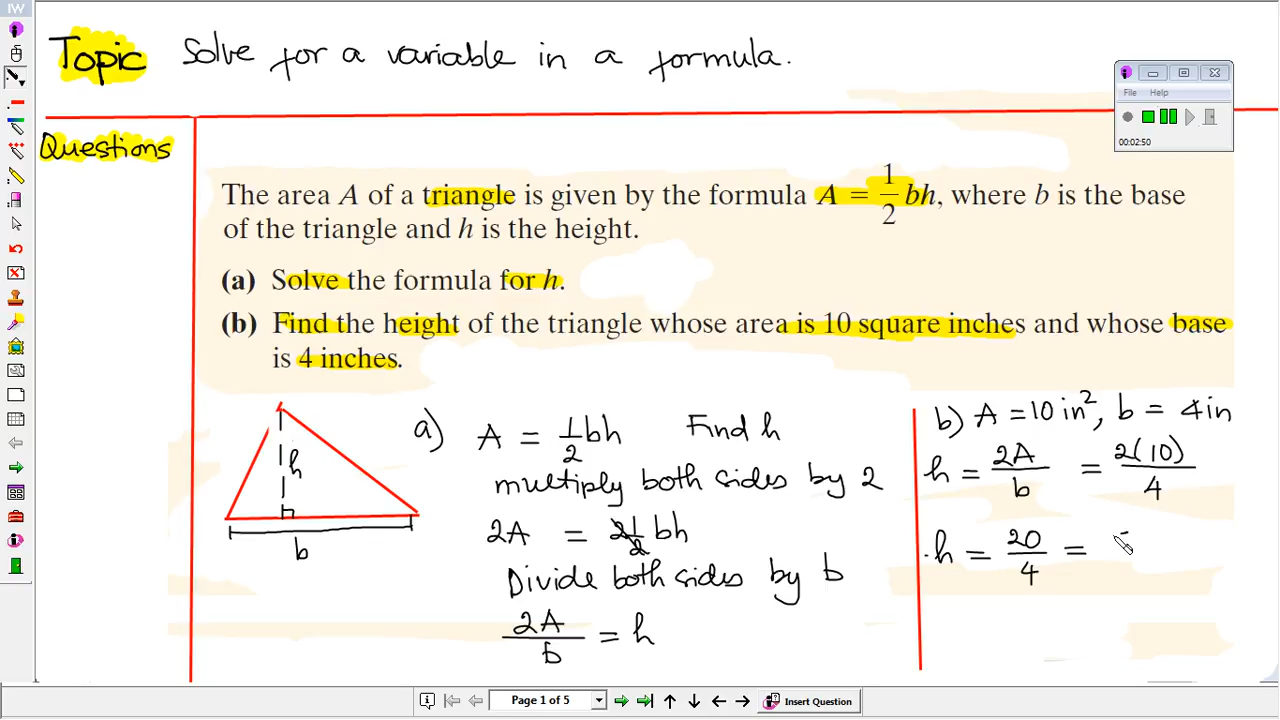 IW
Topic Solve for a variable in a formula.
File Help
00:02:50
Questions
The area A of a triangle is given by the formula A = 1/2 bh, where b is the base
of the triangle and h is the height.
(a) Solve the formula for h.
(b) Find the height of the triangle whose area is 10 square inches and whose base
is 4 inches.
h
b
a) A = 1/2 bh Find h
multiply both sides by 2
2A = 2 1/2 bh
Divide both sides by b
2A/b = h
b) A = 10 in², b = 4 in
h = 2A/b = 2(10)/4
h = 20/4 =
Page 1 of 5
Insert Question